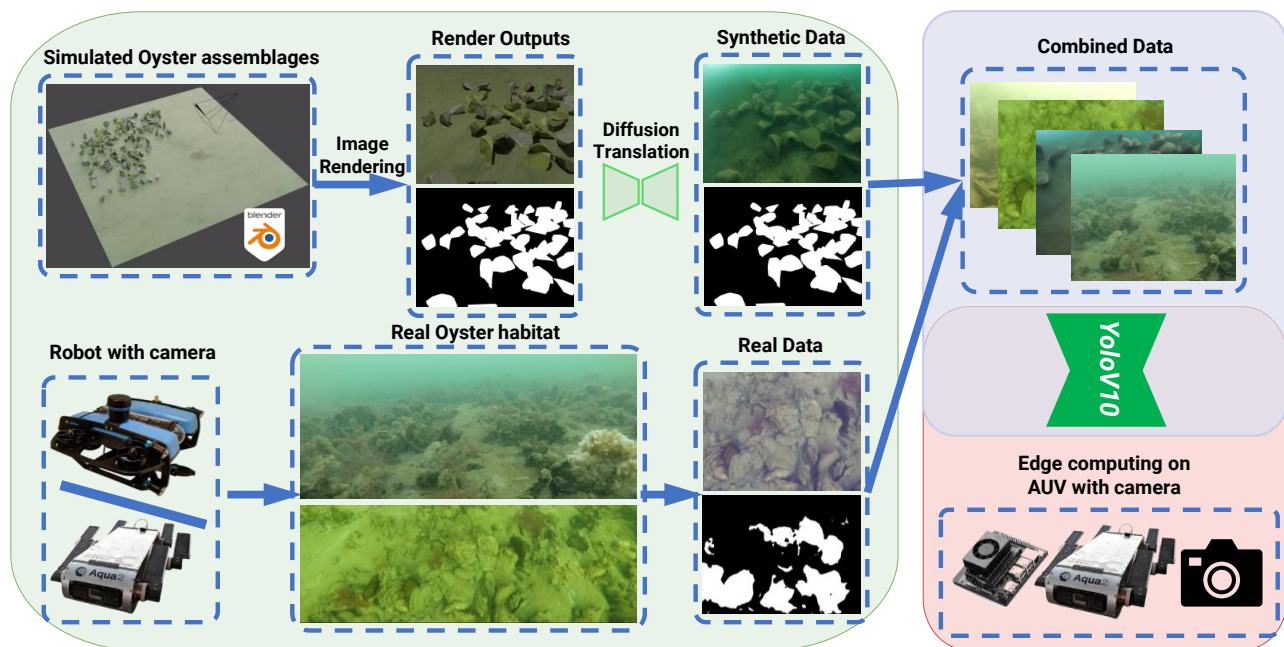 Simulated Oyster assemblages
Render Outputs
Synthetic Data
Combined Data
Image
Rendering
Diffusion
Translation
blender
Robot with camera
Real Oyster habitat
Real Data
YoloV10
Aqua2
Edge computing on
AUV with camera
Aqua2